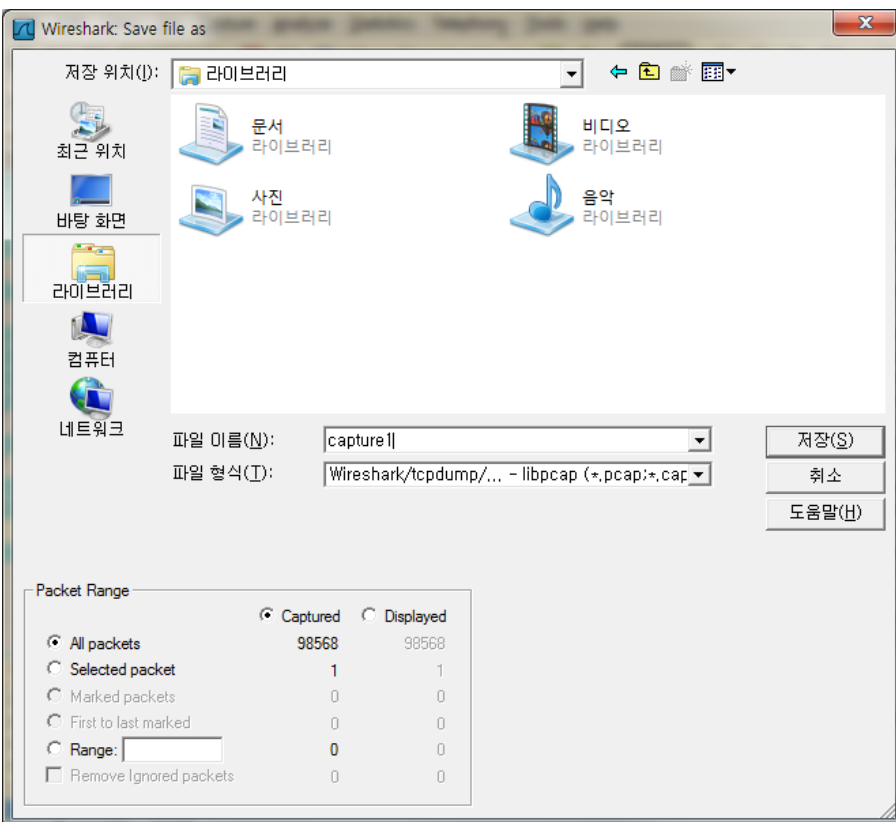 Wireshark: Save file as
저장 위치(I): 라이브러리
최근 위치
바탕 화면
라이브러리
컴퓨터
네트워크
문서
라이브러리
비디오
라이브러리
사진
라이브러리
음악
라이브러리
파일 이름(N): capture1 저장(S)
파일 형식(T): Wireshark/tcpdump/... - libpcap (*.pcap;*.cap 취소
도움말(H)
Packet Range
Captured Displayed
All packets 98568 98568
Selected packet 1 1
Marked packets 0 0
First to last marked 0 0
Range: 0 0
Remove Ignored packets 0 0